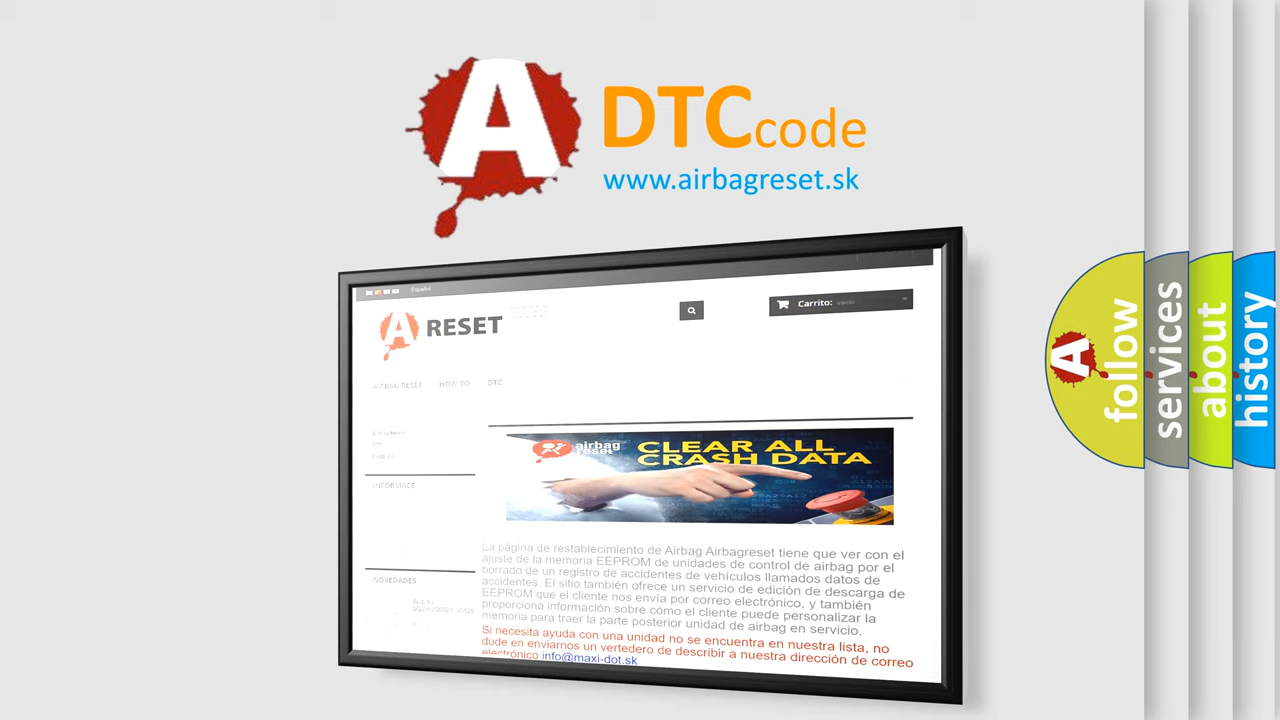 A
DTCcode
www.airbagreset.sk
Español
A RESET
Carrito: vacío
AIRBAG RESET HOW TO DTC
INFORMACE
NOVEDADES
airbag
reset
CLEAR ALL
CRASH DATA
La página de restablecimiento de Airbag Airbagreset tiene que ver con el
ajuste de la memoria EEPROM de unidades de control de airbag por el
borrado de un registro de accidentes de vehículos llamados datos de
accidentes. El sitio también ofrece un servicio de edición de descarga de
EEPROM que el cliente nos envía por correo electrónico, y también
proporciona información sobre cómo el cliente puede personalizar la
memoria para traer la parte posterior unidad de airbag en servicio.
Si necesita ayuda con una unidad no se encuentra en nuestra lista, no
dude en enviarnos un vertedero de describir a nuestra dirección de correo
electrónico info@maxi-dot.sk
A
follow
services
about
history